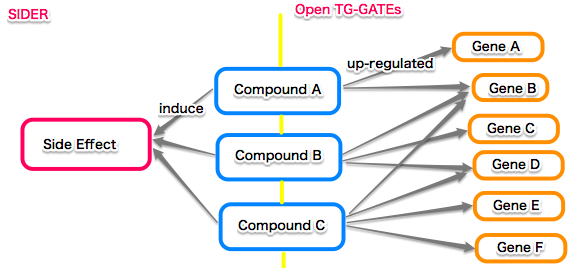 SIDER
Open TG-GATEs
Gene A
up-regulated
Compound A
Gene B
induce
Gene C
Side Effect
Compound B
Gene D
Gene E
Compound C
Gene F